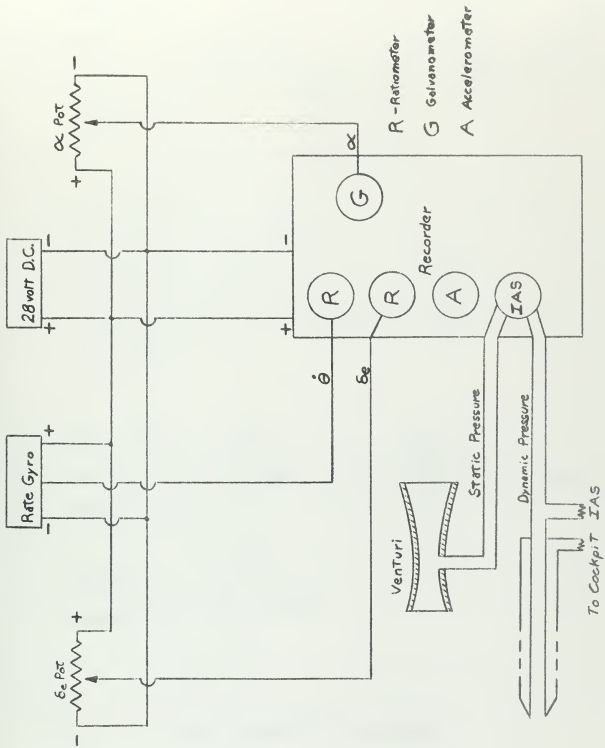 28 volt D.C.
+
-
Rate Gyro
-
+
δe Pot
-
+
α Pot
+
-
+
-
θ̇
δe
α
R
R
A
IAS
G
Recorder
R - Ratiometer
G Galvanometer
A Accelerometer
Venturi
Static Pressure
Dynamic Pressure
To Cockpit IAS